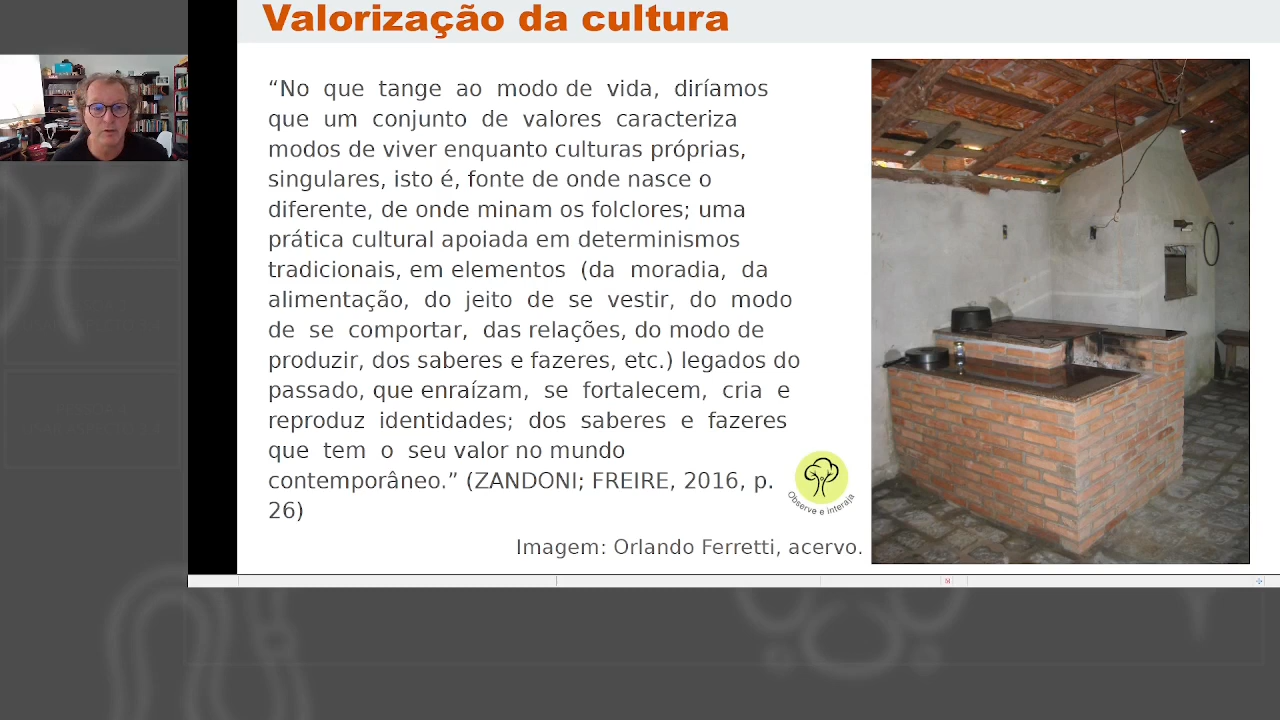 Valorização da cultura
“No que tange ao modo de vida, diríamos
que um conjunto de valores caracteriza
modos de viver enquanto culturas próprias,
singulares, isto é, fonte de onde nasce o
diferente, de onde minam os folclores; uma
prática cultural apoiada em determinismos
tradicionais, em elementos (da moradia, da
alimentação, do jeito de se vestir, do modo
de se comportar, das relações, do modo de
produzir, dos saberes e fazeres, etc.) legados do
passado, que enraízam, se fortalecem, cria e
reproduz identidades; dos saberes e fazeres
que tem o seu valor no mundo
contemporâneo.” (ZANDONI; FREIRE, 2016, p.
26)
Observe e interaja
Imagem: Orlando Ferretti, acervo.